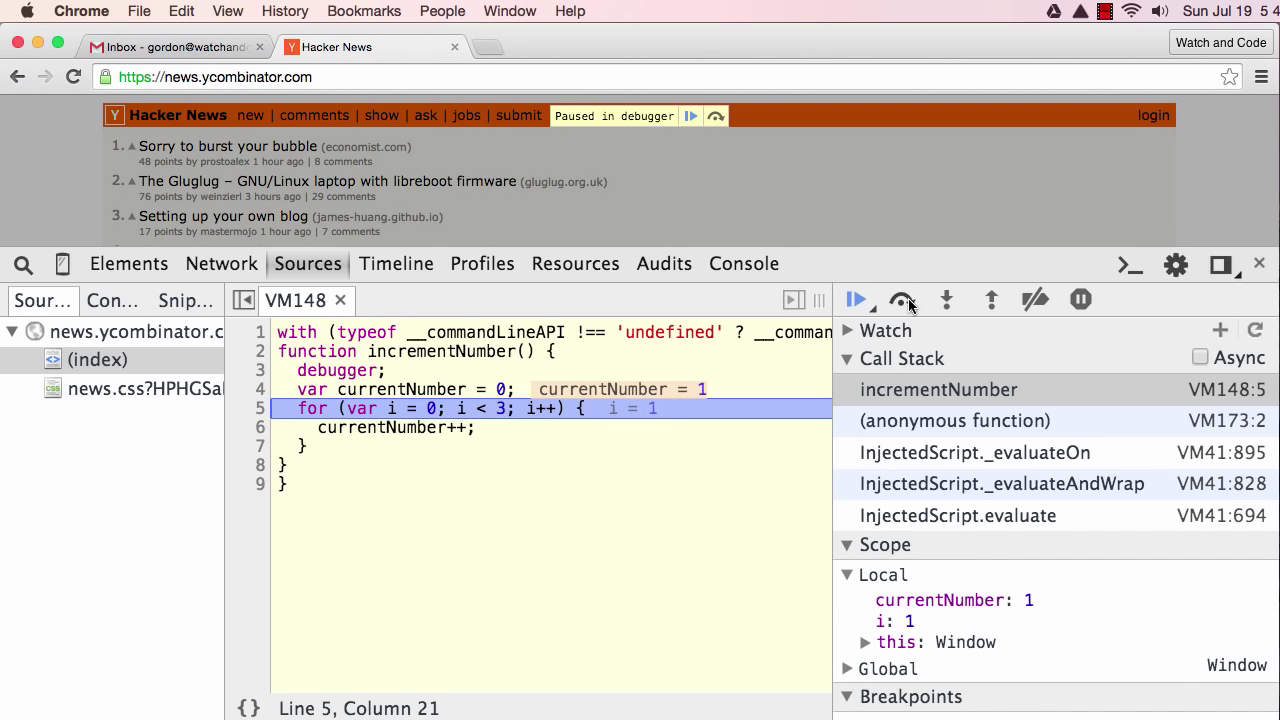 Chrome File Edit View History Bookmarks People Window Help Sun Jul 19 5 4
Inbox - gordon@watchand Hacker News Watch and Code
https://news.ycombinator.com
Y Hacker News new | comments | show | ask | jobs | submit Paused in debugger login
1. Sorry to burst your bubble (economist.com)
48 points by prostoalex 1 hour ago | 8 comments
2. The Gluglug – GNU/Linux laptop with libreboot firmware (gluglug.org.uk)
76 points by weinzierl 3 hours ago | 29 comments
3. Setting up your own blog (james-huang.github.io)
17 points by mastermojo 1 hour ago | 7 comments
Elements Network Sources Timeline Profiles Resources Audits Console
Sour... Con... Snip... VM148
news.ycombinator.c
(index)
news.css?HPHGSa
1 with (typeof __commandLineAPI !== 'undefined' ? __comman
2 function incrementNumber() {
3 debugger;
4 var currentNumber = 0; currentNumber = 1
5 for (var i = 0; i < 3; i++) { i = 1
6 currentNumber++;
7 }
8 }
9 }
{} Line 5, Column 21
Watch
Call Stack Async
incrementNumber VM148:5
(anonymous function) VM173:2
InjectedScript._evaluateOn VM41:895
InjectedScript._evaluateAndWrap VM41:828
InjectedScript.evaluate VM41:694
Scope
Local
currentNumber: 1
i: 1
this: Window
Global Window
Breakpoints